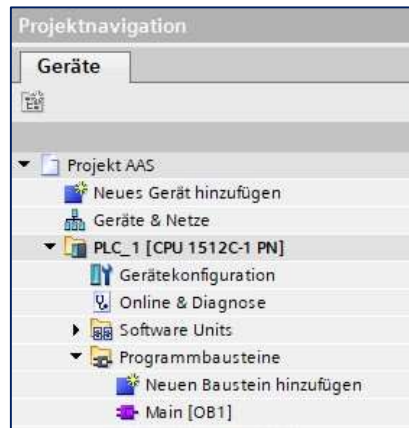 Projektnavigation
Geräte
Projekt AAS
Neues Gerät hinzufügen
Geräte & Netze
PLC_1 [CPU 1512C-1 PN]
Gerätekonfiguration
Online & Diagnose
Software Units
Programmbausteine
Neuen Baustein hinzufügen
Main [OB1]